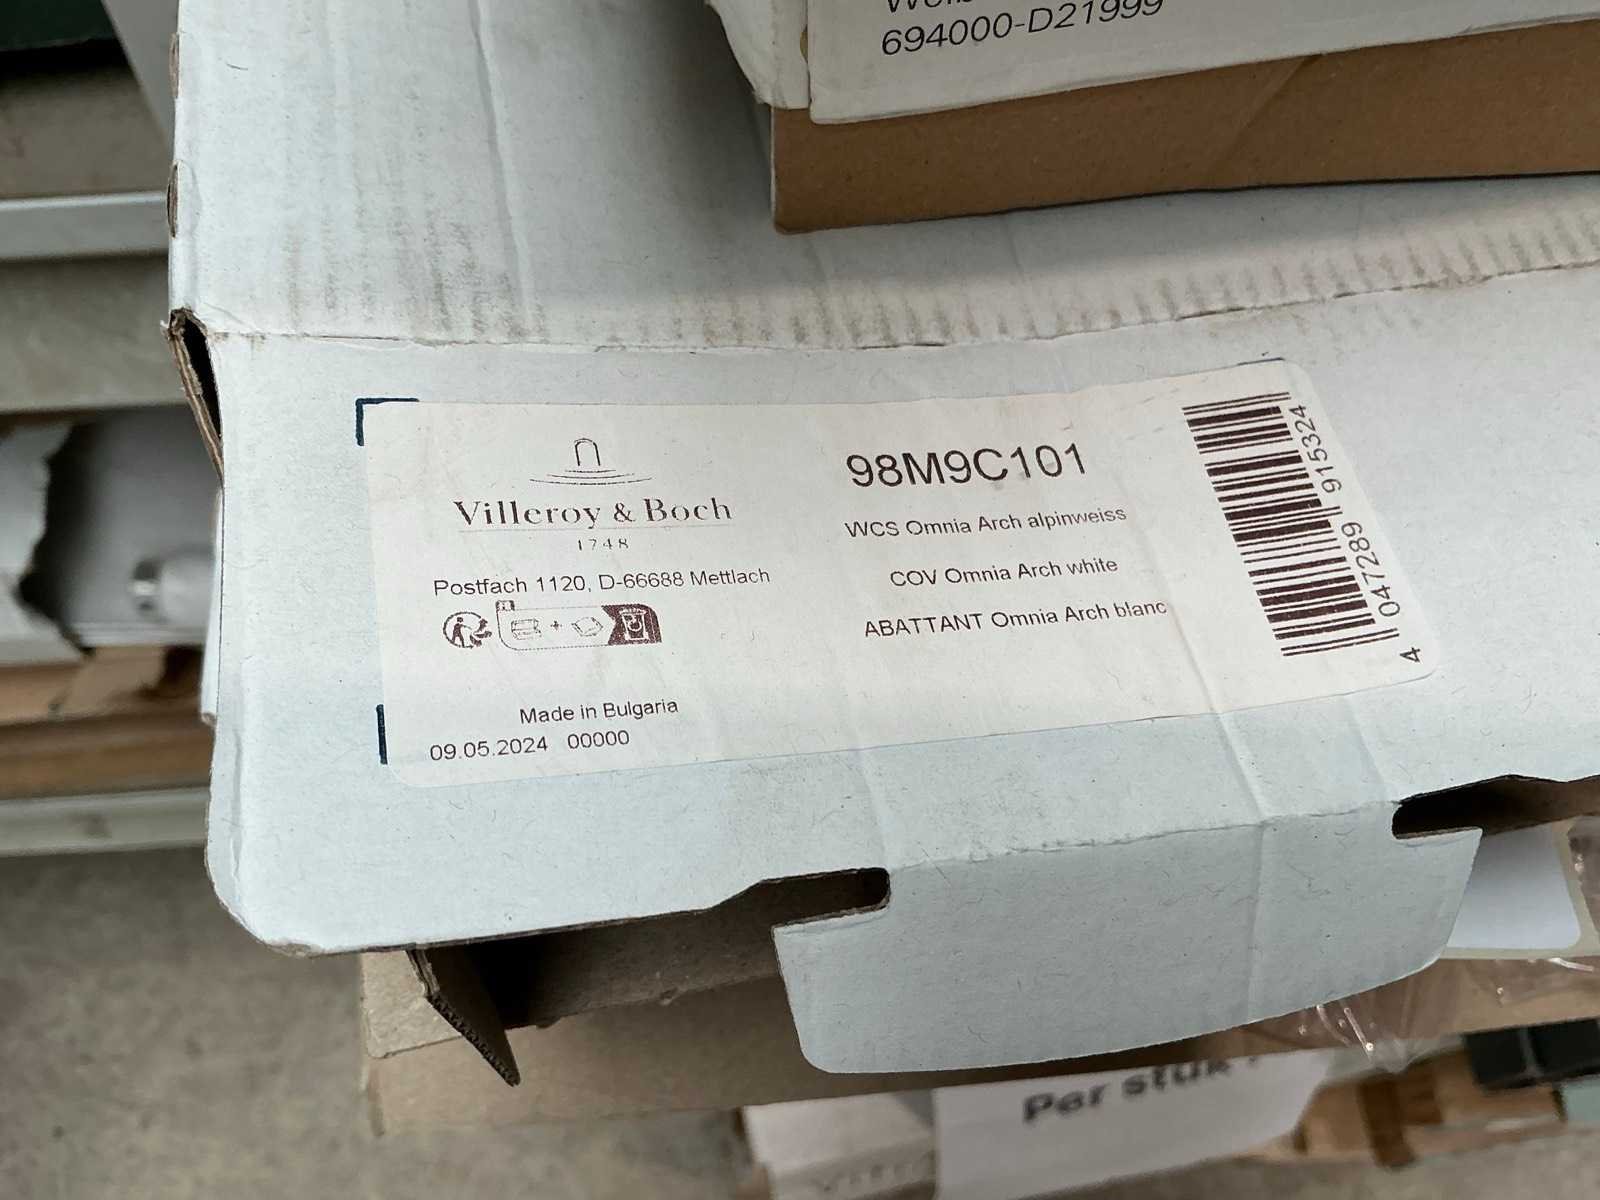 694000-D21999
Villeroy & Boch
1748
Postfach 1120, D-66688 Mettlach
FR
Made in Bulgaria
09.05.2024 00000
98M9C101
WCS Omnia Arch alpinweiss
COV Omnia Arch white
ABATTANT Omnia Arch blanc
4 047289 915324
Per stuk